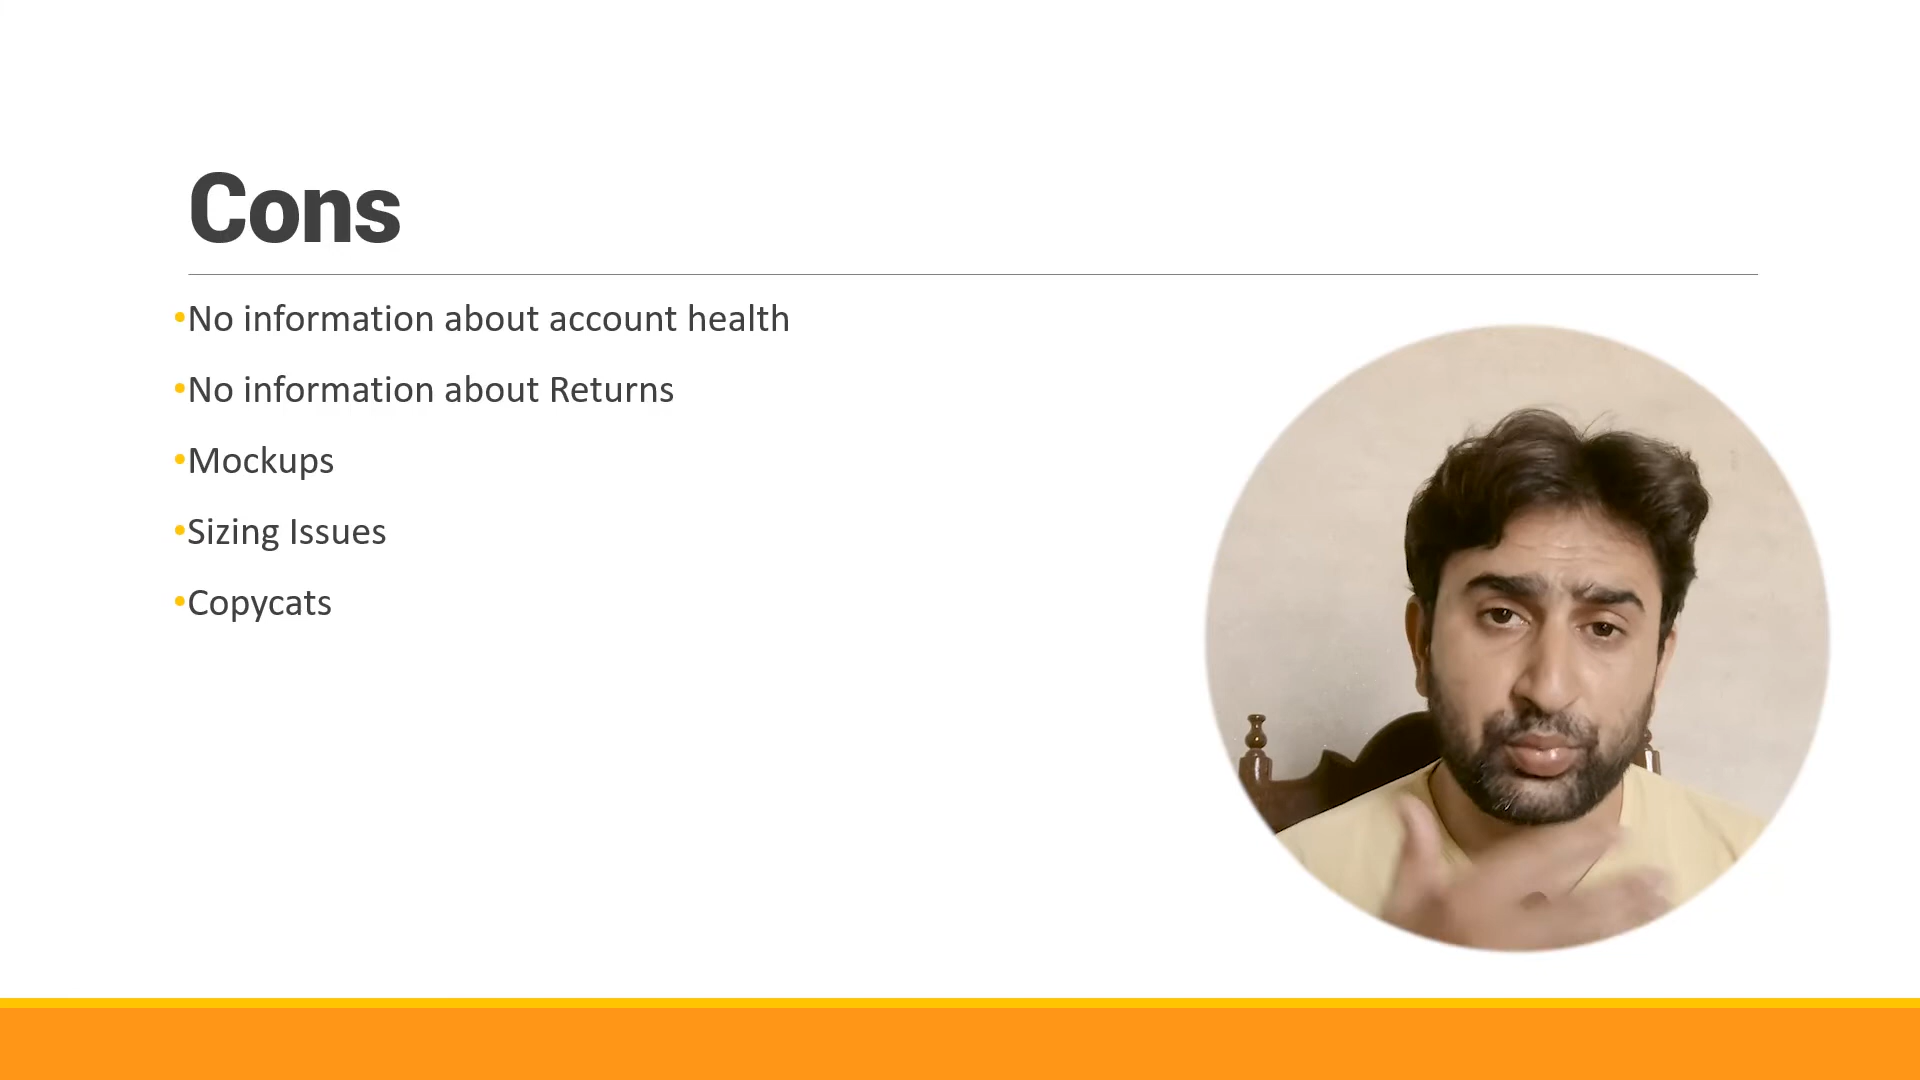 Cons
•No information about account health
•No information about Returns
•Mockups
•Sizing Issues
•Copycats